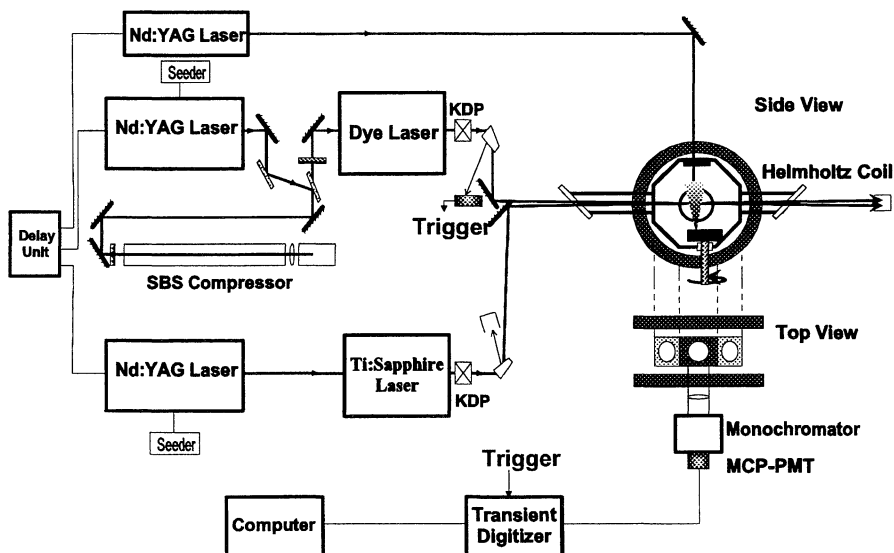 Nd:YAG Laser
Seeder
Side View
KDP
Nd:YAG Laser
Dye Laser
Helmholtz Coil
Trigger
Delay
Unit
SBS Compressor
Top View
Nd:YAG Laser
Ti:Sapphire
Laser
KDP
Seeder
Monochromator
MCP-PMT
Trigger
Computer
Transient
Digitizer